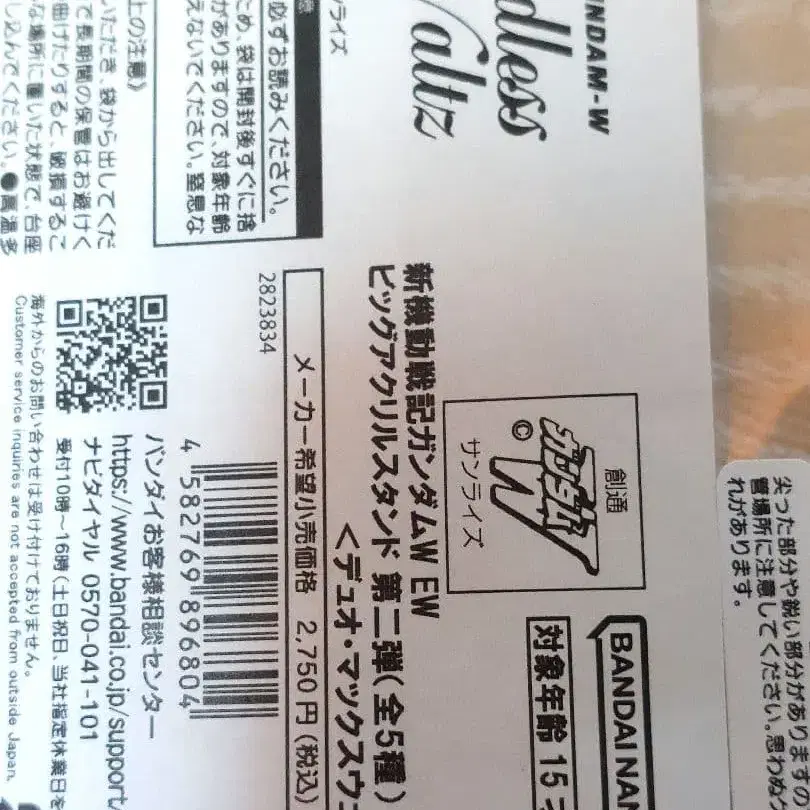 GUNDAM-W
Endless
Waltz
ンライズ
必ずお読みください。
ため、袋は開封後すぐに捨
がありますので、対象年齢
えないでください。窒息な
上の注意》
いただき、袋から出してくだ
で長期間の保管はお避けく
曲げたりすると、破損するこ
な場所に置いた状態で、台座
し込んでください。●高温多
創通
ガンダムW
©
サンライズ
新機動戦記ガンダムW EW
ビッグアクリルスタンド 第二弾(全5種)
<デュオ・マックスウェ
メーカー希望小売価格 2,750円(税込)
2823834
4 582769 896804
BANDAI NAM
対象年齢 15
バンダイお客様相談センター
https://www.bandai.co.jp/support/
ナビダイヤル 0570-041-101
受付10時～16時(土日祝日、当社指定休業日を
海外からのお問い合わせは受け付けておりません。
Customer service inquiries are not accepted from outside Japan.
尖った部分や鋭い部分がありますの
管場所に注意してください。思わぬ
れがあります。